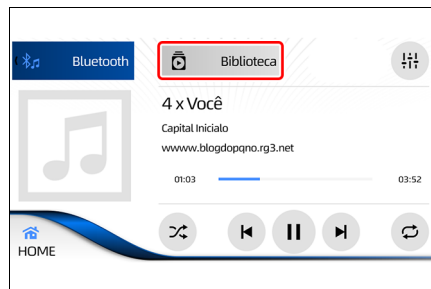 Bluetooth
Biblioteca
4 x Você
Capital Inicialo
wwww.blogdopqno.rg3.net
01:03
03:52
HOME